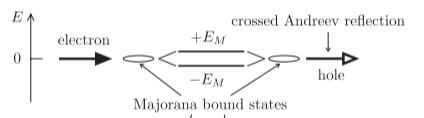 E
crossed Andreev reflection
electron
+E_M
0
−E_M
hole
Majorana bound states